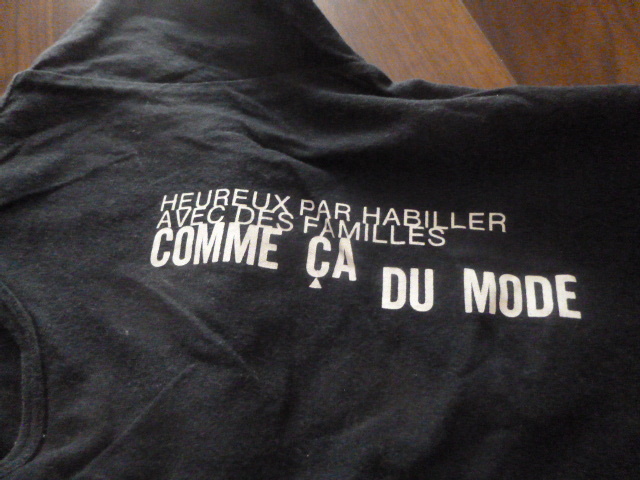 HEUREUX PAR HABILLER
AVEC DES FAMILLES
COMME ÇA DU MODE